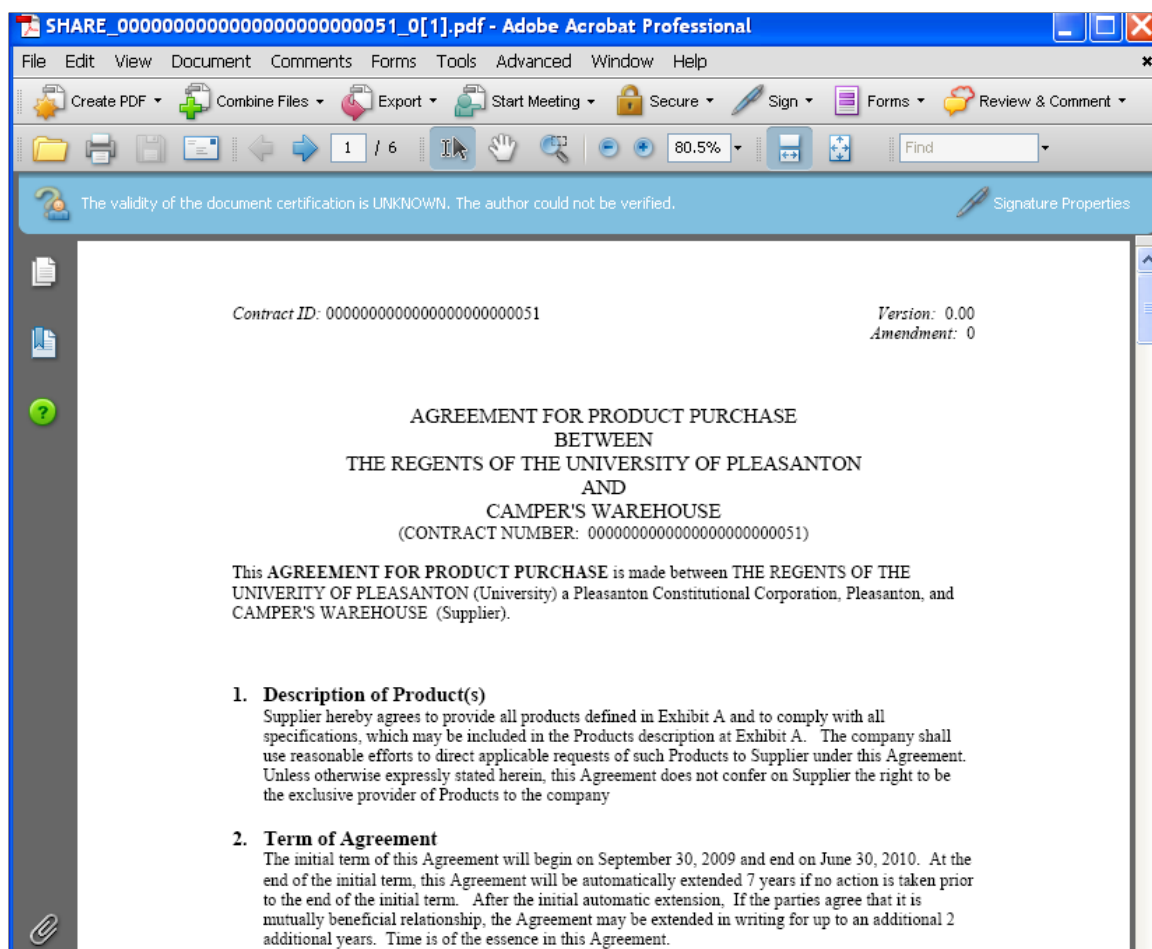 SHARE_0000000000000000000000051_0[1].pdf - Adobe Acrobat Professional
File Edit View Document Comments Forms Tools Advanced Window Help
Create PDF Combine Files Export Start Meeting Secure Sign Forms Review & Comment
1 / 6 80.5% Find
The validity of the document certification is UNKNOWN. The author could not be verified. Signature Properties
Contract ID: 0000000000000000000000051 Version: 0.00
Amendment: 0
AGREEMENT FOR PRODUCT PURCHASE
BETWEEN
THE REGENTS OF THE UNIVERSITY OF PLEASANTON
AND
CAMPER'S WAREHOUSE
(CONTRACT NUMBER: 0000000000000000000000051)
This AGREEMENT FOR PRODUCT PURCHASE is made between THE REGENTS OF THE
UNIVERITY OF PLEASANTON (University) a Pleasanton Constitutional Corporation, Pleasanton, and
CAMPER'S WAREHOUSE (Supplier).
1. Description of Product(s)
Supplier hereby agrees to provide all products defined in Exhibit A and to comply with all
specifications, which may be included in the Products description at Exhibit A. The company shall
use reasonable efforts to direct applicable requests of such Products to Supplier under this Agreement.
Unless otherwise expressly stated herein, this Agreement does not confer on Supplier the right to be
the exclusive provider of Products to the company
2. Term of Agreement
The initial term of this Agreement will begin on September 30, 2009 and end on June 30, 2010. At the
end of the initial term, this Agreement will be automatically extended 7 years if no action is taken prior
to the end of the initial term. After the initial automatic extension, If the parties agree that it is
mutually beneficial relationship, the Agreement may be extended in writing for up to an additional 2
additional years. Time is of the essence in this Agreement.